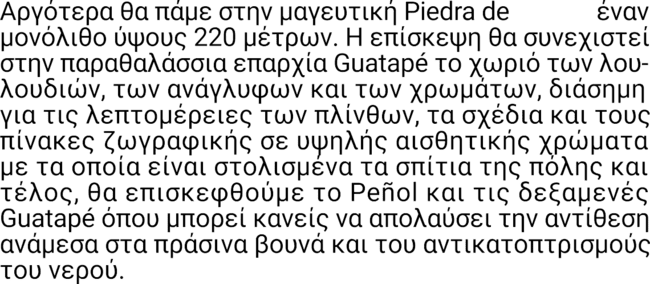 Αργότερα θα πάμε στην μαγευτική Piedra de έναν
μονόλιθο ύψους 220 μέτρων. Η επίσκεψη θα συνεχιστεί
στην παραθαλάσσια επαρχία Guatapé το χωριό των λου-
λουδιών, των ανάγλυφων και των χρωμάτων, διάσημη
για τις λεπτομέρειες των πλίνθων, τα σχέδια και τους
πίνακες ζωγραφικής σε υψηλής αισθητικής χρώματα
με τα οποία είναι στολισμένα τα σπίτια της πόλης και
τέλος, θα επισκεφθούμε το Peñol και τις δεξαμενές
Guatapé όπου μπορεί κανείς να απολαύσει την αντίθεση
ανάμεσα στα πράσινα βουνά και του αντικατοπτρισμούς
του νερού.